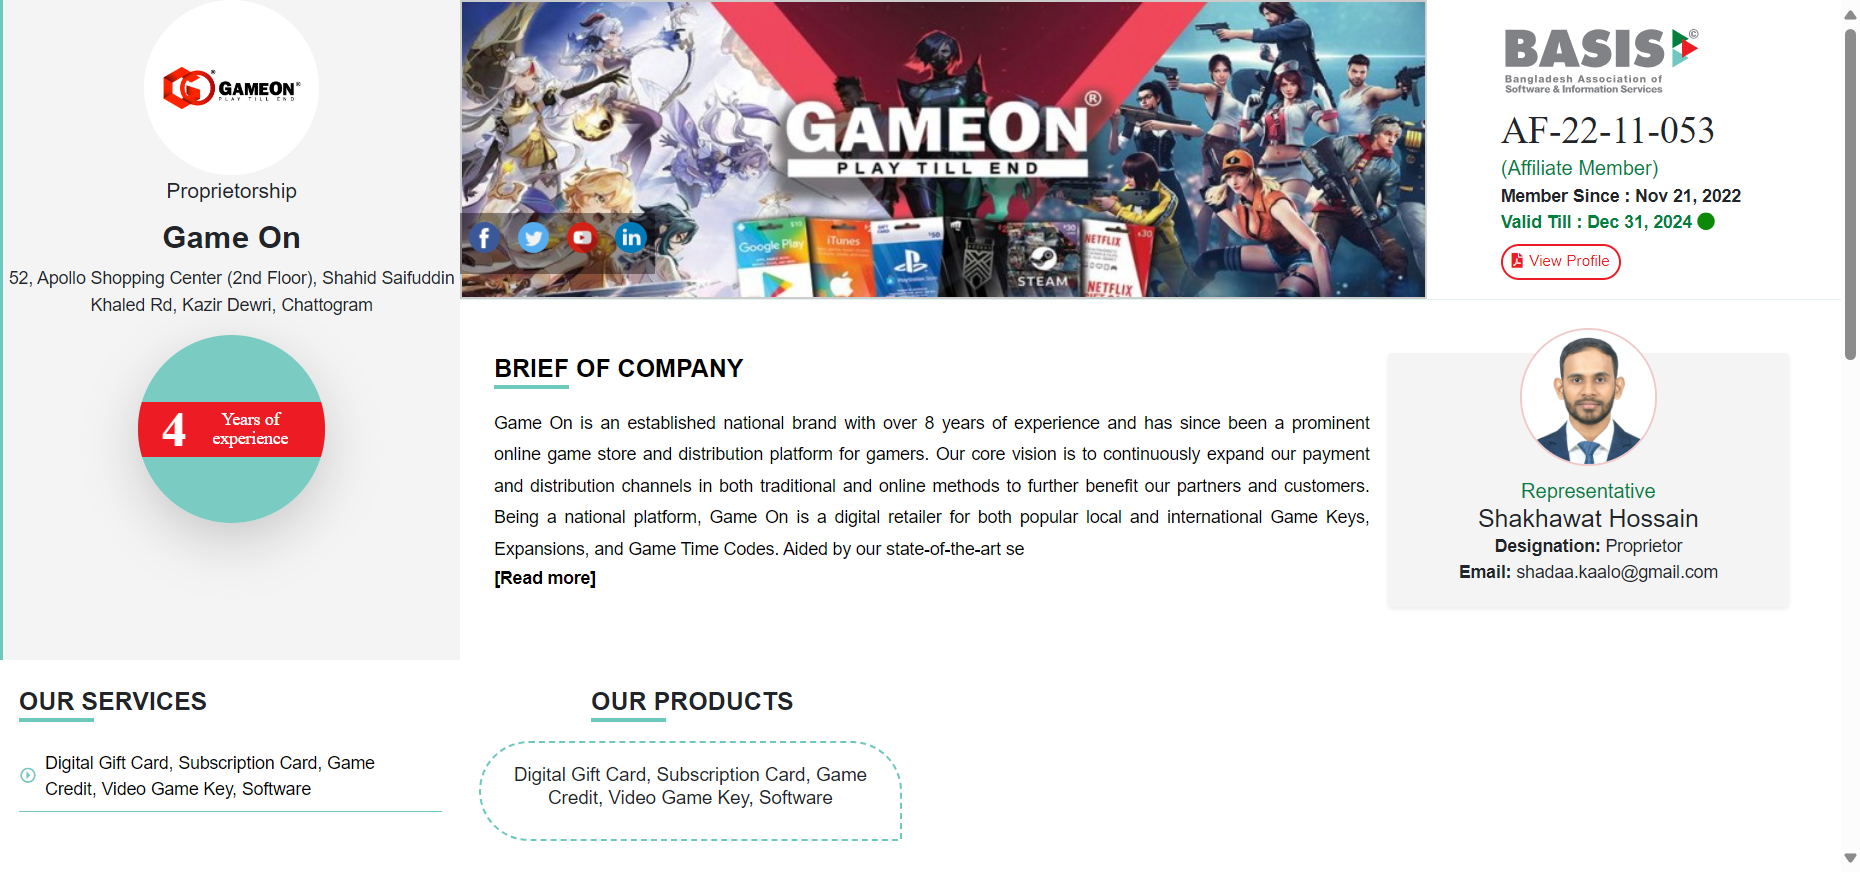 GAMEON®
PLAY TILL END
Proprietorship
Game On
52, Apollo Shopping Center (2nd Floor), Shahid Saifuddin
Khaled Rd, Kazir Dewri, Chattogram
4
Years of
experience
GAMEON®
PLAY TILL END
Google Play
$10
iTunes
GIFT CARD
$50
PlayStation
STEAM
$30
NETFLIX
$30
NETFLIX
BASIS©
Bangladesh Association of
Software & Information Services
AF-22-11-053
(Affiliate Member)
Member Since : Nov 21, 2022
Valid Till : Dec 31, 2024
View Profile
BRIEF OF COMPANY
Game On is an established national brand with over 8 years of experience and has since been a prominent
online game store and distribution platform for gamers. Our core vision is to continuously expand our payment
and distribution channels in both traditional and online methods to further benefit our partners and customers.
Being a national platform, Game On is a digital retailer for both popular local and international Game Keys,
Expansions, and Game Time Codes. Aided by our state-of-the-art se
[Read more]
Representative
Shakhawat Hossain
Designation: Proprietor
Email: shadaa.kaalo@gmail.com
OUR SERVICES
Digital Gift Card, Subscription Card, Game
Credit, Video Game Key, Software
OUR PRODUCTS
Digital Gift Card, Subscription Card, Game
Credit, Video Game Key, Software